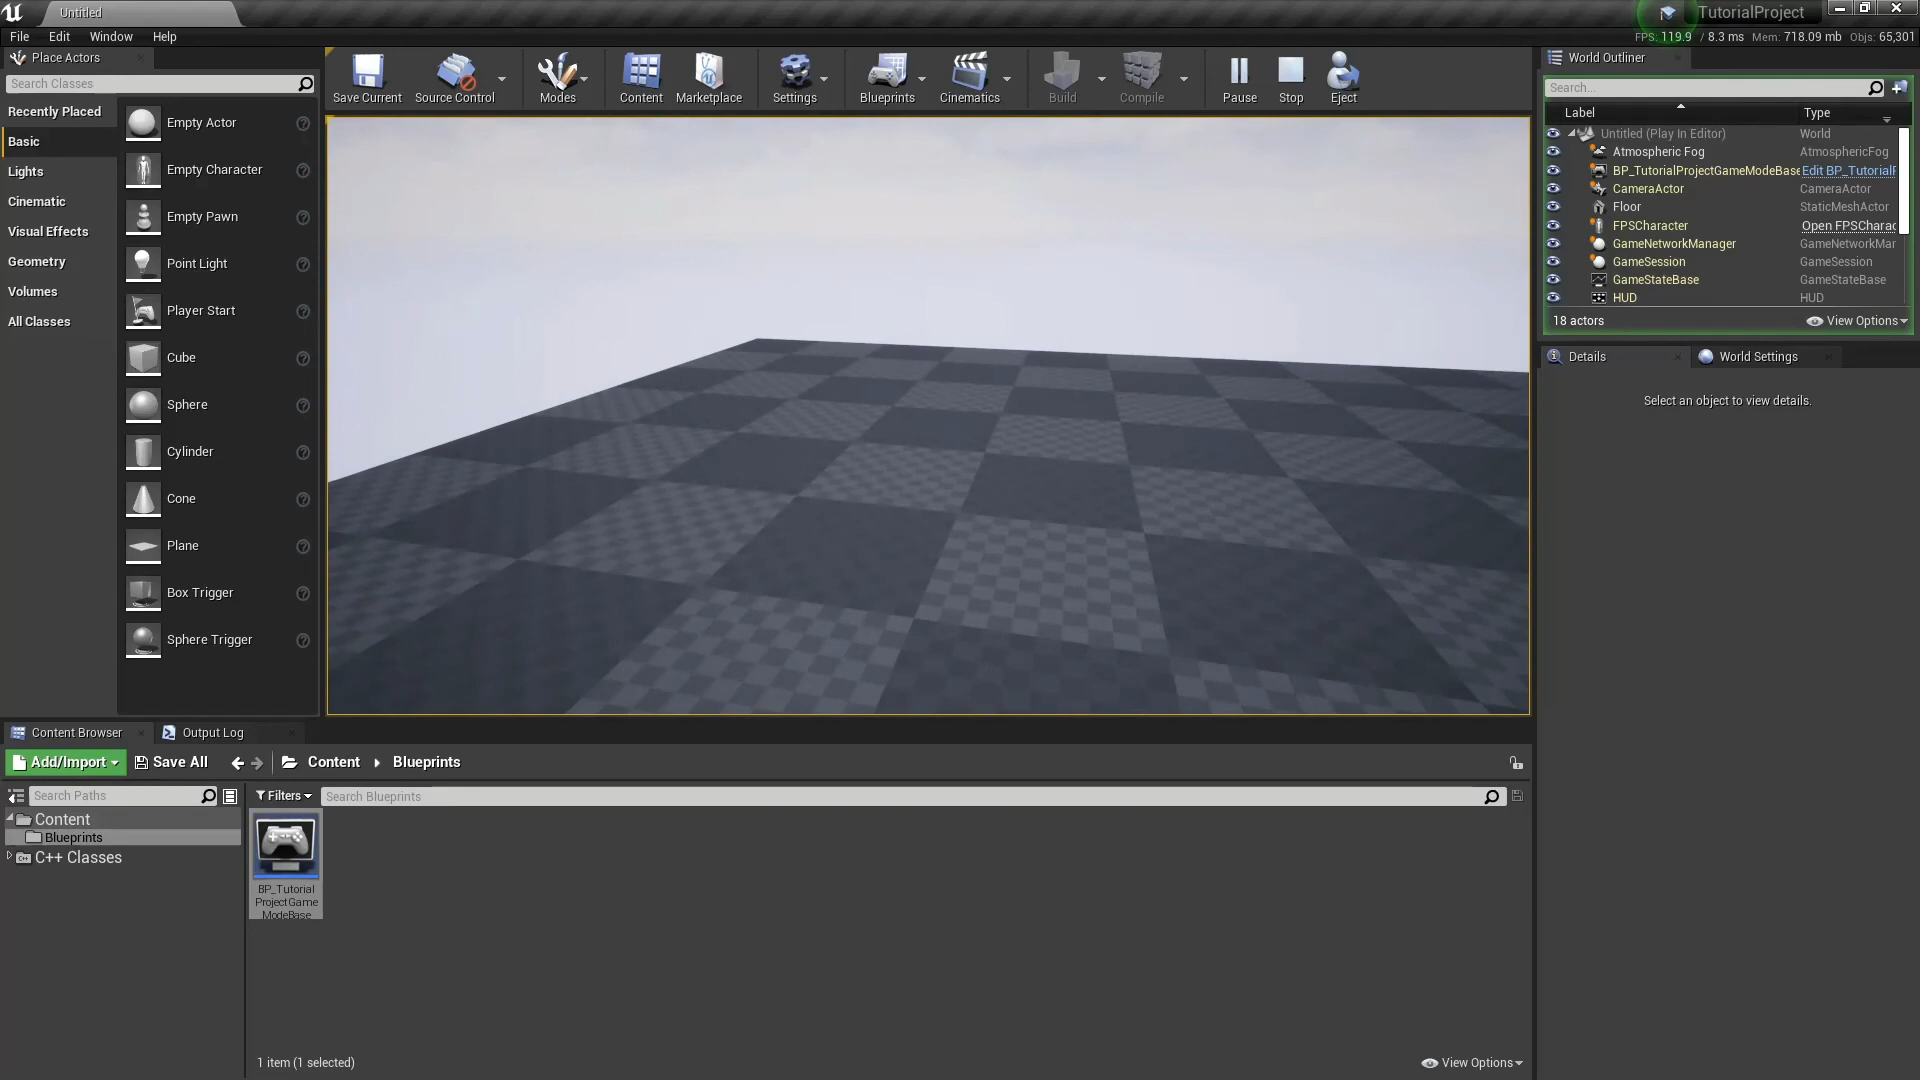 Untitled
TutorialProject
File Edit Window Help
FPS: 119.9 / 8.3 ms Mem: 718.09 mb Objs: 65,301
Place Actors
Search Classes
Recently Placed
Basic
Lights
Cinematic
Visual Effects
Geometry
Volumes
All Classes
Empty Actor
Empty Character
Empty Pawn
Point Light
Player Start
Cube
Sphere
Cylinder
Cone
Plane
Box Trigger
Sphere Trigger
Save Current Source Control Modes Content Marketplace Settings Blueprints Cinematics Build Compile Pause Stop Eject
World Outliner
Search...
Label Type
Untitled (Play In Editor) World
Atmospheric Fog AtmosphericFog
BP_TutorialProjectGameModeBase Edit BP_Tutorial
CameraActor CameraActor
Floor StaticMeshActor
FPSCharacter Open FPSCharac
GameNetworkManager GameNetworkMar
GameSession GameSession
GameStateBase GameStateBase
HUD HUD
18 actors View Options
Details World Settings
Select an object to view details.
Content Browser Output Log
Add/Import Save All Content Blueprints
Search Paths Filters Search Blueprints
Content
Blueprints
C++ Classes
BP_Tutorial
ProjectGame
ModeBase
1 item (1 selected) View Options